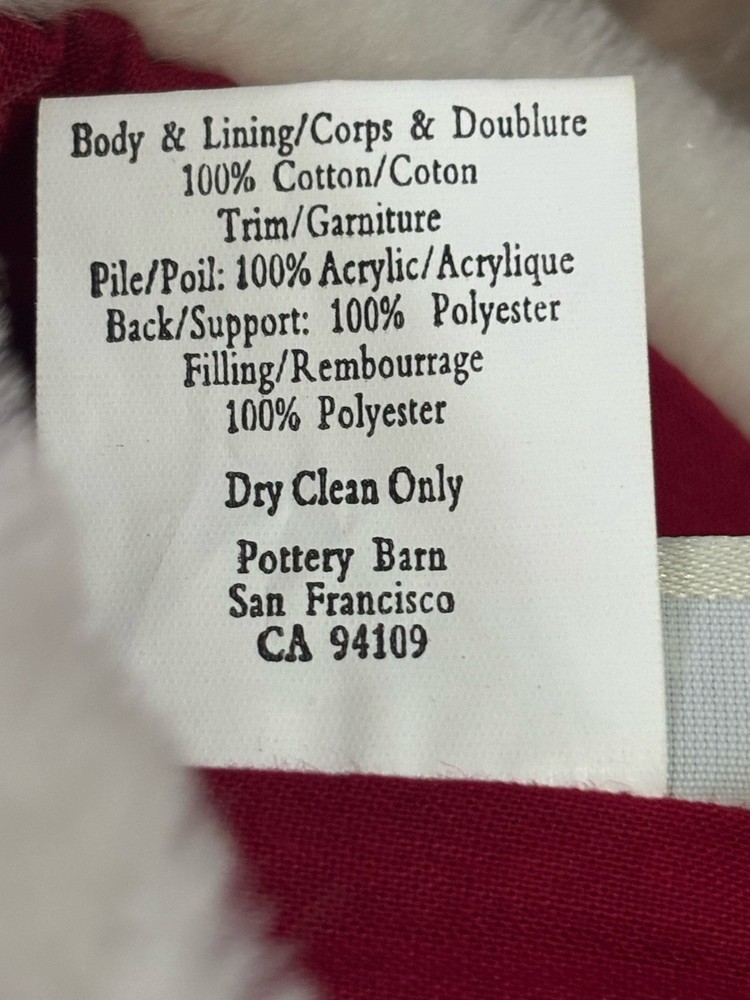 Body & Lining/Corps & Doublure
100% Cotton/Coton
Trim/Garniture
Pile/Poil: 100% Acrylic/Acrylique
Back/Support: 100% Polyester
Filling/Rembourrage
100% Polyester
Dry Clean Only
Pottery Barn
San Francisco
CA 94109